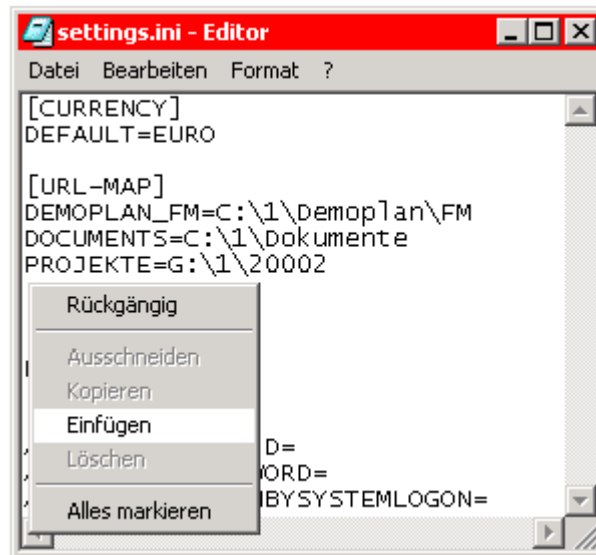 settings.ini - Editor
Datei Bearbeiten Format ?
[CURRENCY]
DEFAULT=EURO
[URL-MAP]
DEMOPLAN_FM=C:\1\Demoplan\FM
DOCUMENTS=C:\1\Dokumente
PROJEKTE=G:\1\20002
Rückgängig
Ausschneiden
Kopieren
Einfügen
Löschen
Alles markieren
D=
WORD=
NBYSYSTEMLOGON=